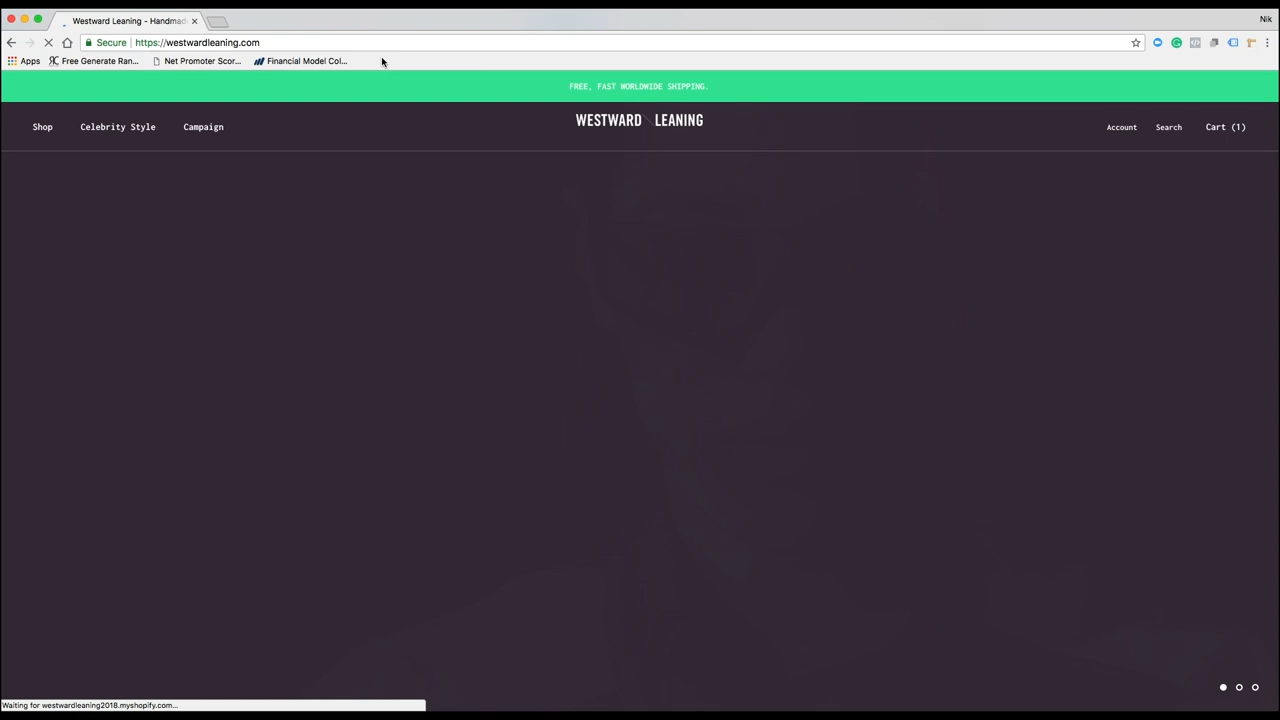 Westward Leaning - Handmad
Nik
Secure https://westwardleaning.com
Apps Free Generate Ran... Net Promoter Scor... Financial Model Col...
FREE, FAST WORLDWIDE SHIPPING.
Shop Celebrity Style Campaign WESTWARD LEANING Account Search Cart (1)
Waiting for westwardleaning2018.myshopify.com...